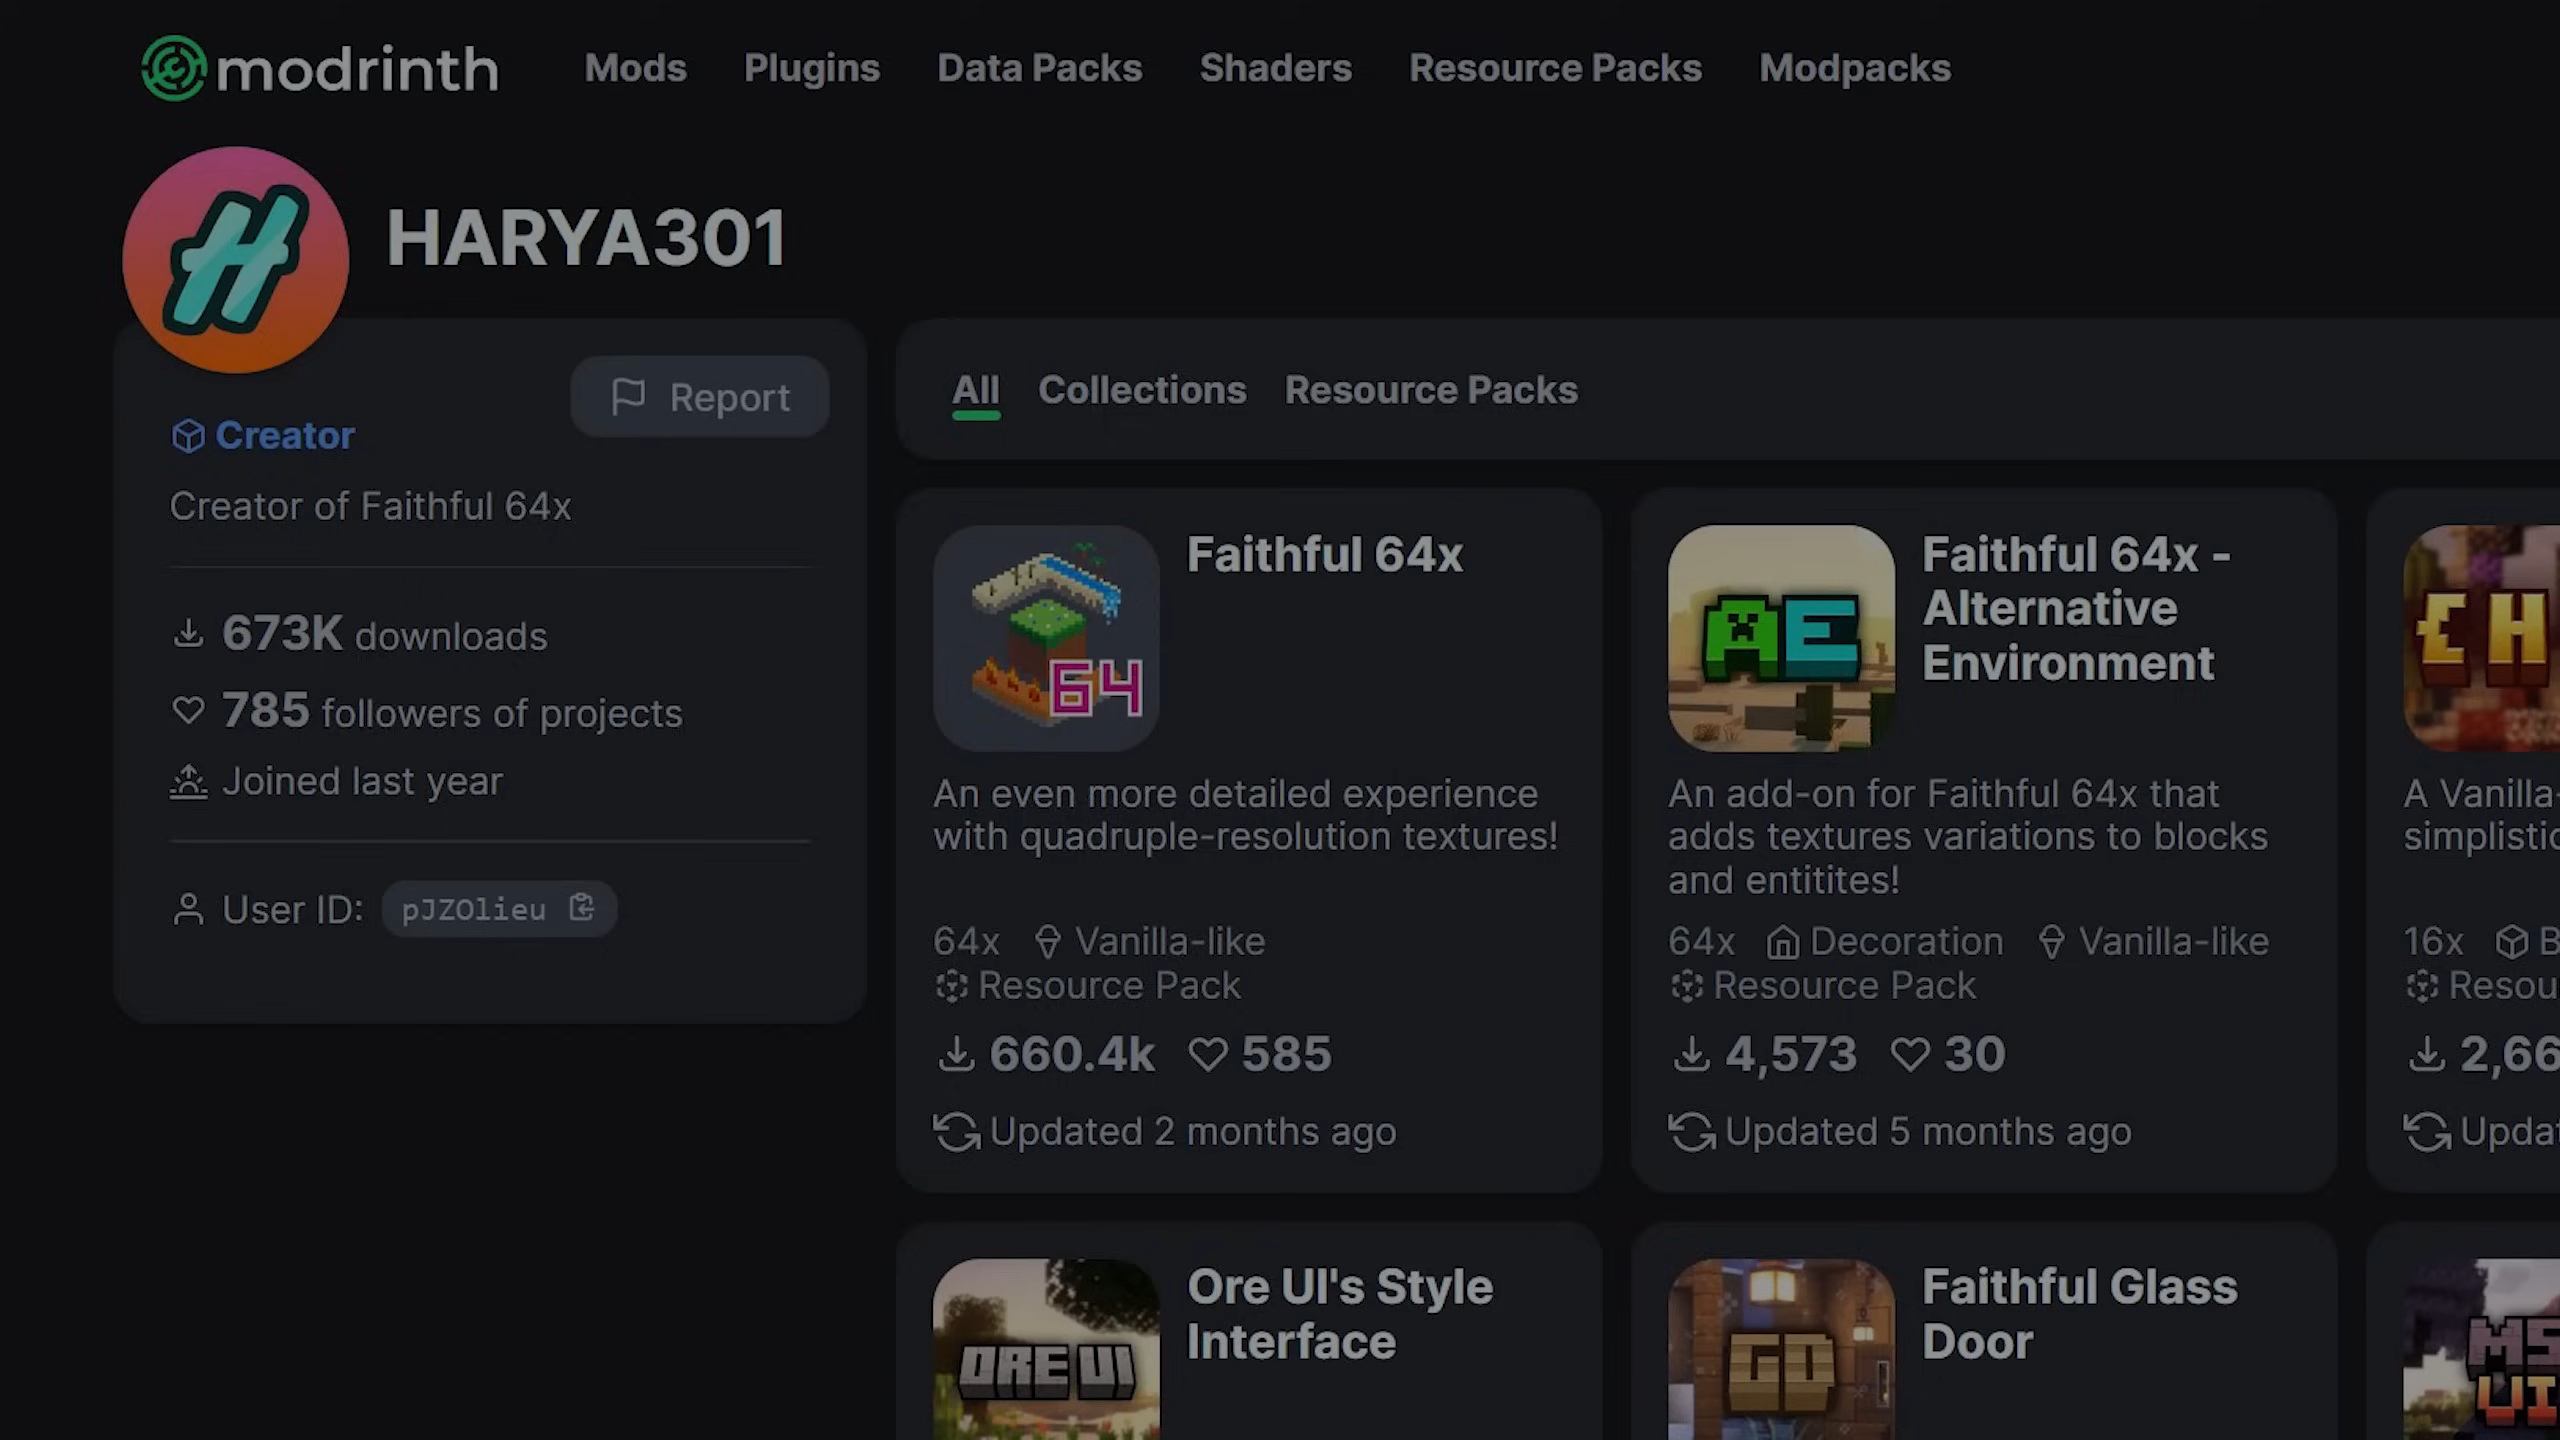 modrinth
Mods
Plugins
Data Packs
Shaders
Resource Packs
Modpacks
HARYA301
Report
Creator
Creator of Faithful 64x
673K downloads
785 followers of projects
Joined last year
User ID: pJZOlieu
All
Collections
Resource Packs
64
Faithful 64x
An even more detailed experience
with quadruple-resolution textures!
64x Vanilla-like
Resource Pack
660.4k 585
Updated 2 months ago
AE
Faithful 64x -
Alternative
Environment
An add-on for Faithful 64x that
adds textures variations to blocks
and entitites!
64x Decoration Vanilla-like
Resource Pack
4,573 30
Updated 5 months ago
A Vanilla-
16x
ORE UI
Ore UI's Style
Interface
GD
Faithful Glass
Door
UI